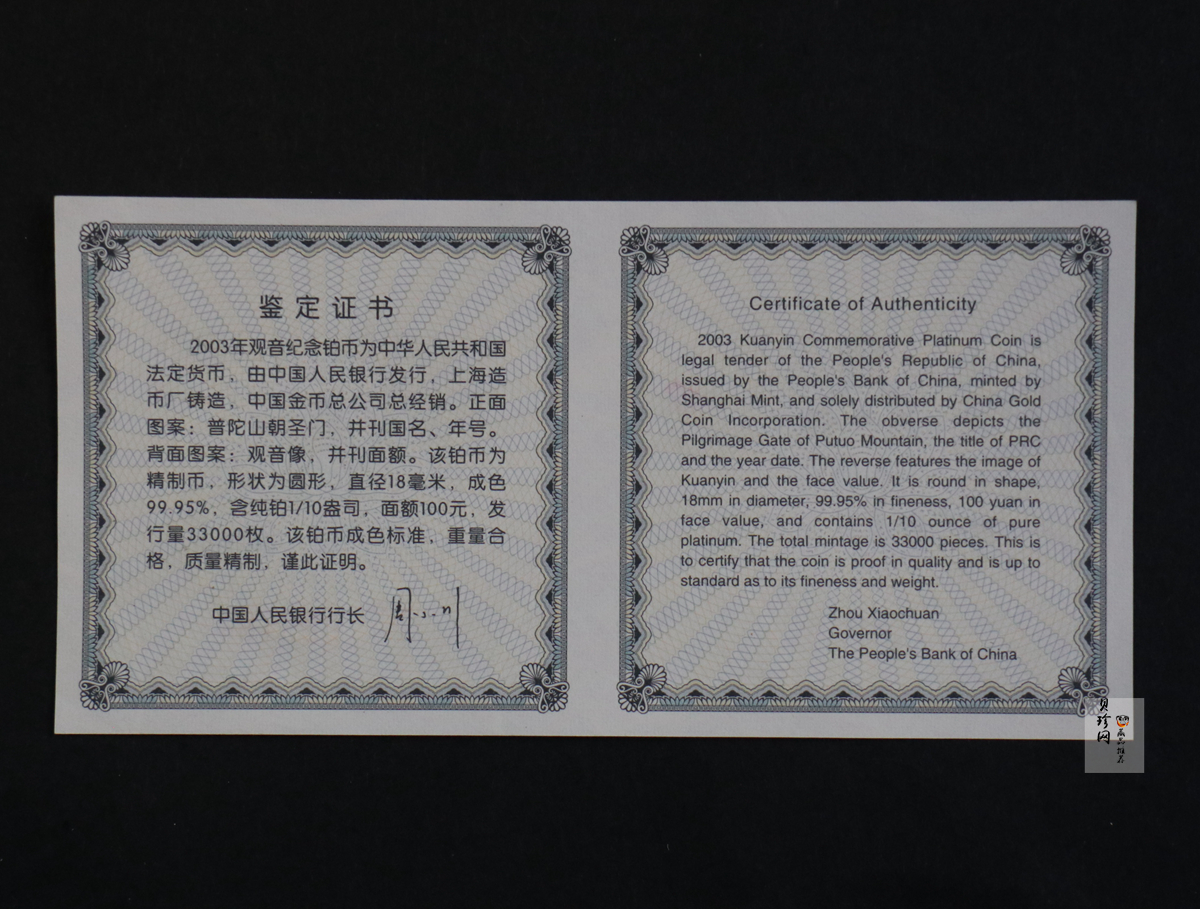 鉴定证书
2003年观音纪念铂币为中华人民共和国
法定货币，由中国人民银行发行，上海造
币厂铸造，中国金币总公司总经销。正面
图案：普陀山朝圣门，并刊国名、年号。
背面图案：观音像，并刊面额。该铂币为
精制币，形状为圆形，直径18毫米，成色
99.95%，含纯铂1/10盎司，面额100元，发
行量33000枚。该铂币成色标准，重量合
格，质量精制，谨此证明。
中国人民银行行长 周小川
Certificate of Authenticity
2003 Kuanyin Commemorative Platinum Coin is
legal tender of the People's Republic of China,
issued by the People's Bank of China, minted by
Shanghai Mint, and solely distributed by China Gold
Coin Incorporation. The obverse depicts the
Pilgrimage Gate of Putuo Mountain, the title of PRC
and the year date. The reverse features the image of
Kuanyin and the face value. It is round in shape,
18mm in diameter, 99.95% in fineness, 100 yuan in
face value, and contains 1/10 ounce of pure
platinum. The total mintage is 33000 pieces. This is
to certify that the coin is proof in quality and is up to
standard as to its fineness and weight.
Zhou Xiaochuan
Governor
The People's Bank of China
贝珍网
藏品推荐